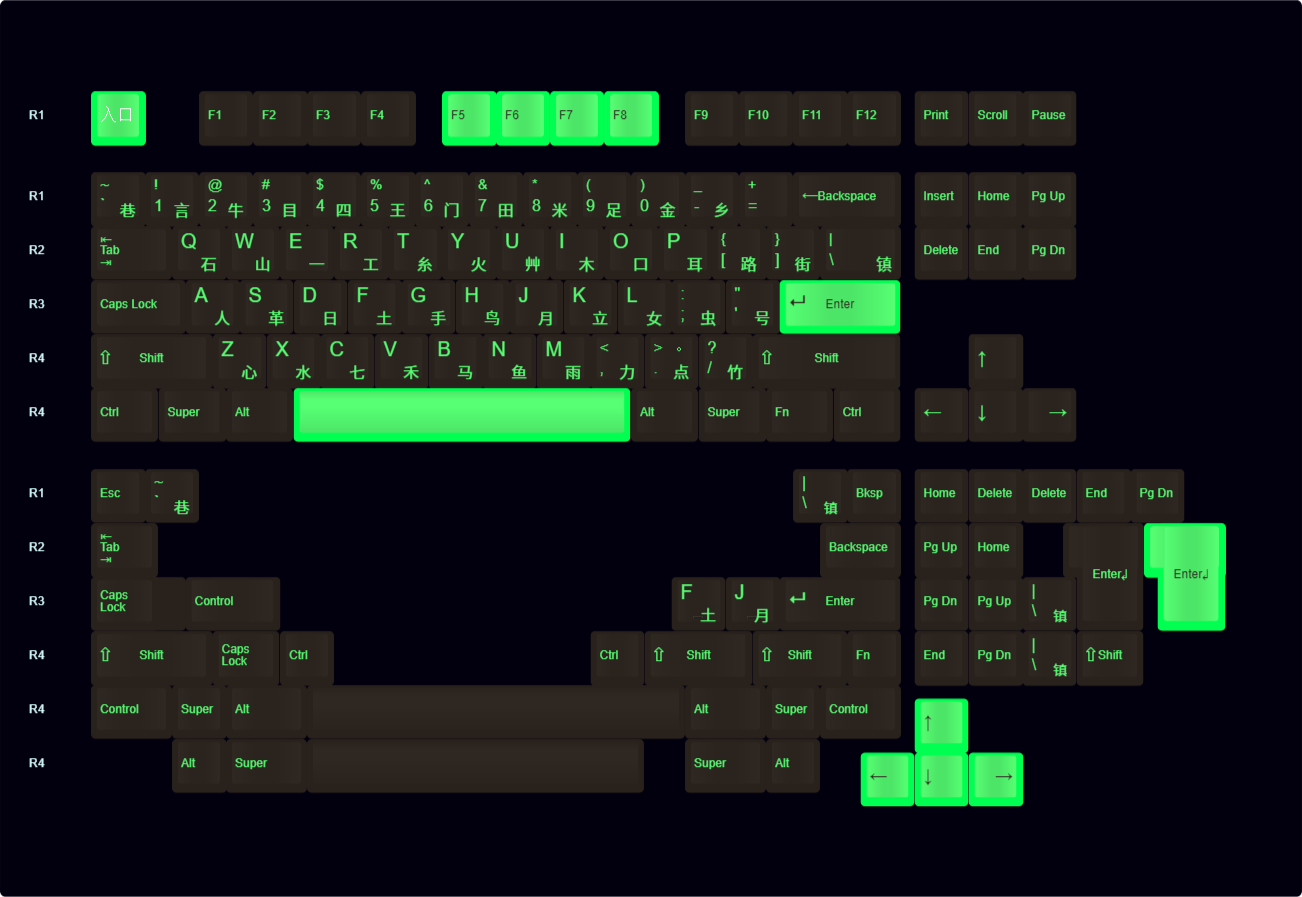 R1 入口 F1 F2 F3 F4 F5 F6 F7 F8 F9 F10 F11 F12 Print Scroll Pause
R1 ~ ` 巷 ! 1 言 @ 2 牛 # 3 目 $ 4 四 % 5 王 ^ 6 门 & 7 田 * 8 米 ( 9 足 ) 0 金 _ - 乡 + = ←Backspace Insert Home Pg Up
R2 ⇤ Tab ⇥ Q 石 W 山 E 一 R 工 T 糸 Y 火 U 艸 I 木 O 口 P 耳 { [ 路 } ] 街 | \ 镇 Delete End Pg Dn
R3 Caps Lock A 人 S 革 D 日 F 土 G 手 H 鸟 J 月 K 立 L 女 : ; 虫 " ' 号 ↵ Enter
R4 ⇧ Shift Z 心 X 水 C 七 V 禾 B 马 N 鱼 M 雨 < , 力 > 。 . 点 ? / 竹 ⇧ Shift ↑
R4 Ctrl Super Alt Alt Super Fn Ctrl ← ↓ →
R1 Esc ~ ` 巷 | \ 镇 Bksp Home Delete Delete End Pg Dn
R2 ⇤ Tab ⇥ Backspace Pg Up Home Enter↲ Enter↲
R3 Caps Lock Control F 土 J 月 ↵ Enter Pg Dn Pg Up | \ 镇
R4 ⇧ Shift Caps Lock Ctrl Ctrl ⇧ Shift ⇧ Shift Fn End Pg Dn | \ 镇 ⇧Shift
R4 Control Super Alt Alt Super Control ↑
R4 Alt Super Super Alt ← ↓ →